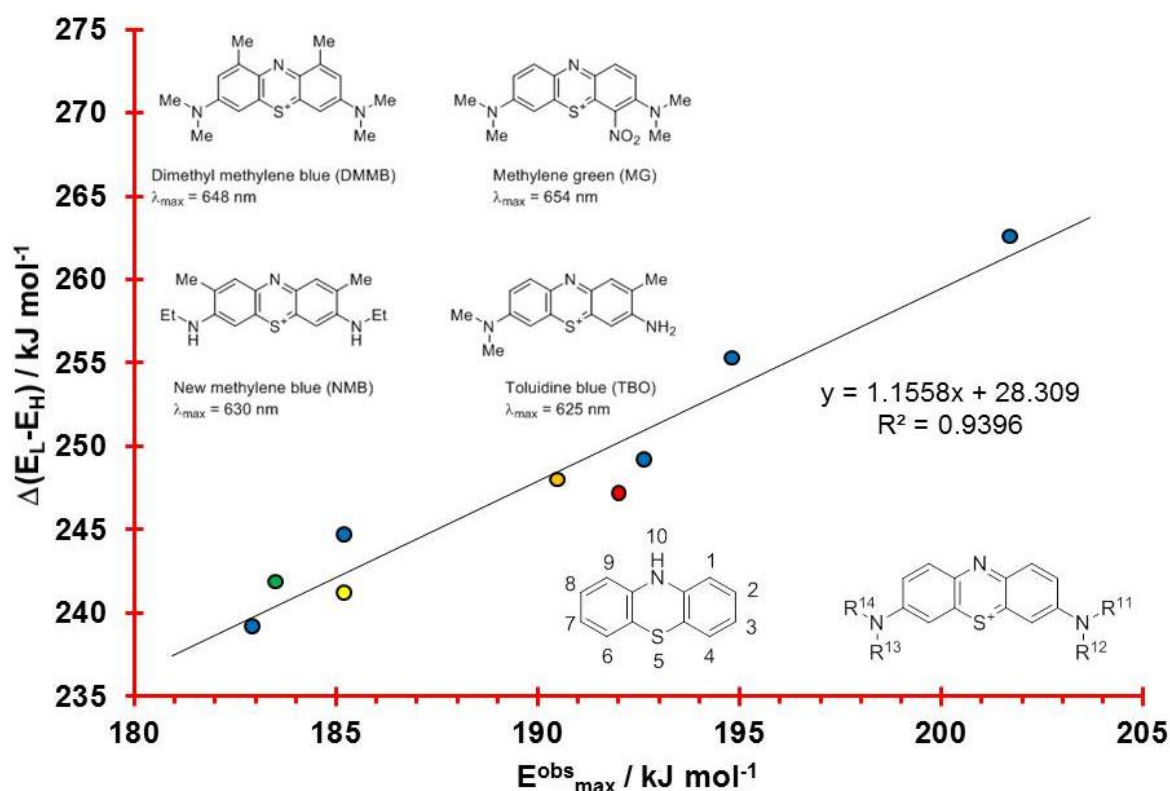 Δ(E_L-E_H) / kJ mol⁻¹
275
270
265
260
255
250
245
240
235
Me
Me
N
Me
N
Me
S⁺
N
Me
Me
Dimethyl methylene blue (DMMB)
λmax = 648 nm
N
Me
N
Me
S⁺
N
Me
Me
NO₂
Methylene green (MG)
λmax = 654 nm
Me
N
Me
Et
N
H
S⁺
N
H
Et
New methylene blue (NMB)
λmax = 630 nm
N
Me
Me
N
Me
S⁺
NH₂
Toluidine blue (TBO)
λmax = 625 nm
y = 1.1558x + 28.309
R² = 0.9396
10
H
N
9
1
8
2
7
3
S
6
5
4
N
R¹⁴
N
R¹³
S⁺
N
R¹¹
R¹²
180
185
190
195
200
205
E^obs_max / kJ mol⁻¹